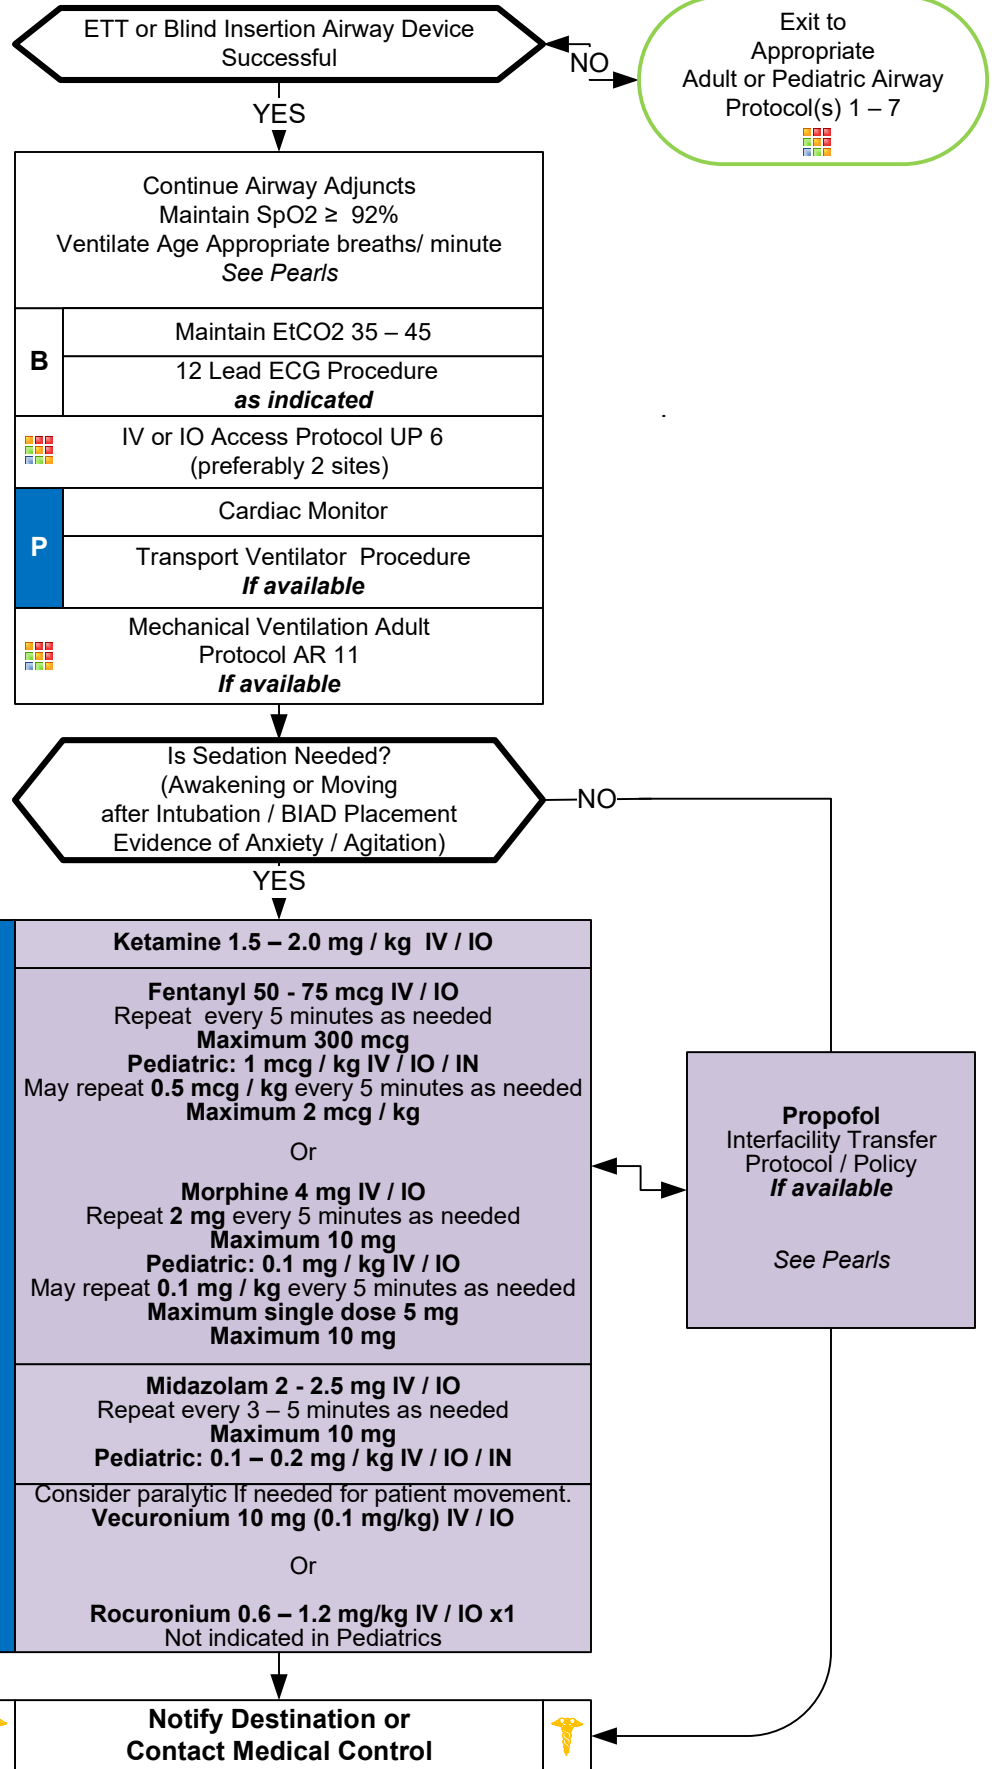 ETT or Blind Insertion Airway Device
Successful
NO
Exit to
Appropriate
Adult or Pediatric Airway
Protocol(s) 1 – 7
YES
Continue Airway Adjuncts
Maintain SpO2 ≥ 92%
Ventilate Age Appropriate breaths/ minute
See Pearls
B
Maintain EtCO2 35 – 45
12 Lead ECG Procedure
as indicated
IV or IO Access Protocol UP 6
(preferably 2 sites)
P
Cardiac Monitor
Transport Ventilator Procedure
If available
Mechanical Ventilation Adult
Protocol AR 11
If available
Is Sedation Needed?
(Awakening or Moving
after Intubation / BIAD Placement
Evidence of Anxiety / Agitation)
NO
YES
Ketamine 1.5 – 2.0 mg / kg IV / IO
Fentanyl 50 - 75 mcg IV / IO
Repeat every 5 minutes as needed
Maximum 300 mcg
Pediatric: 1 mcg / kg IV / IO / IN
May repeat 0.5 mcg / kg every 5 minutes as needed
Maximum 2 mcg / kg
Or
Morphine 4 mg IV / IO
Repeat 2 mg every 5 minutes as needed
Maximum 10 mg
Pediatric: 0.1 mg / kg IV / IO
May repeat 0.1 mg / kg every 5 minutes as needed
Maximum single dose 5 mg
Maximum 10 mg
Midazolam 2 - 2.5 mg IV / IO
Repeat every 3 – 5 minutes as needed
Maximum 10 mg
Pediatric: 0.1 – 0.2 mg / kg IV / IO / IN
Consider paralytic If needed for patient movement.
Vecuronium 10 mg (0.1 mg/kg) IV / IO
Or
Rocuronium 0.6 – 1.2 mg/kg IV / IO x1
Not indicated in Pediatrics
Propofol
Interfacility Transfer
Protocol / Policy
If available
See Pearls
Notify Destination or
Contact Medical Control